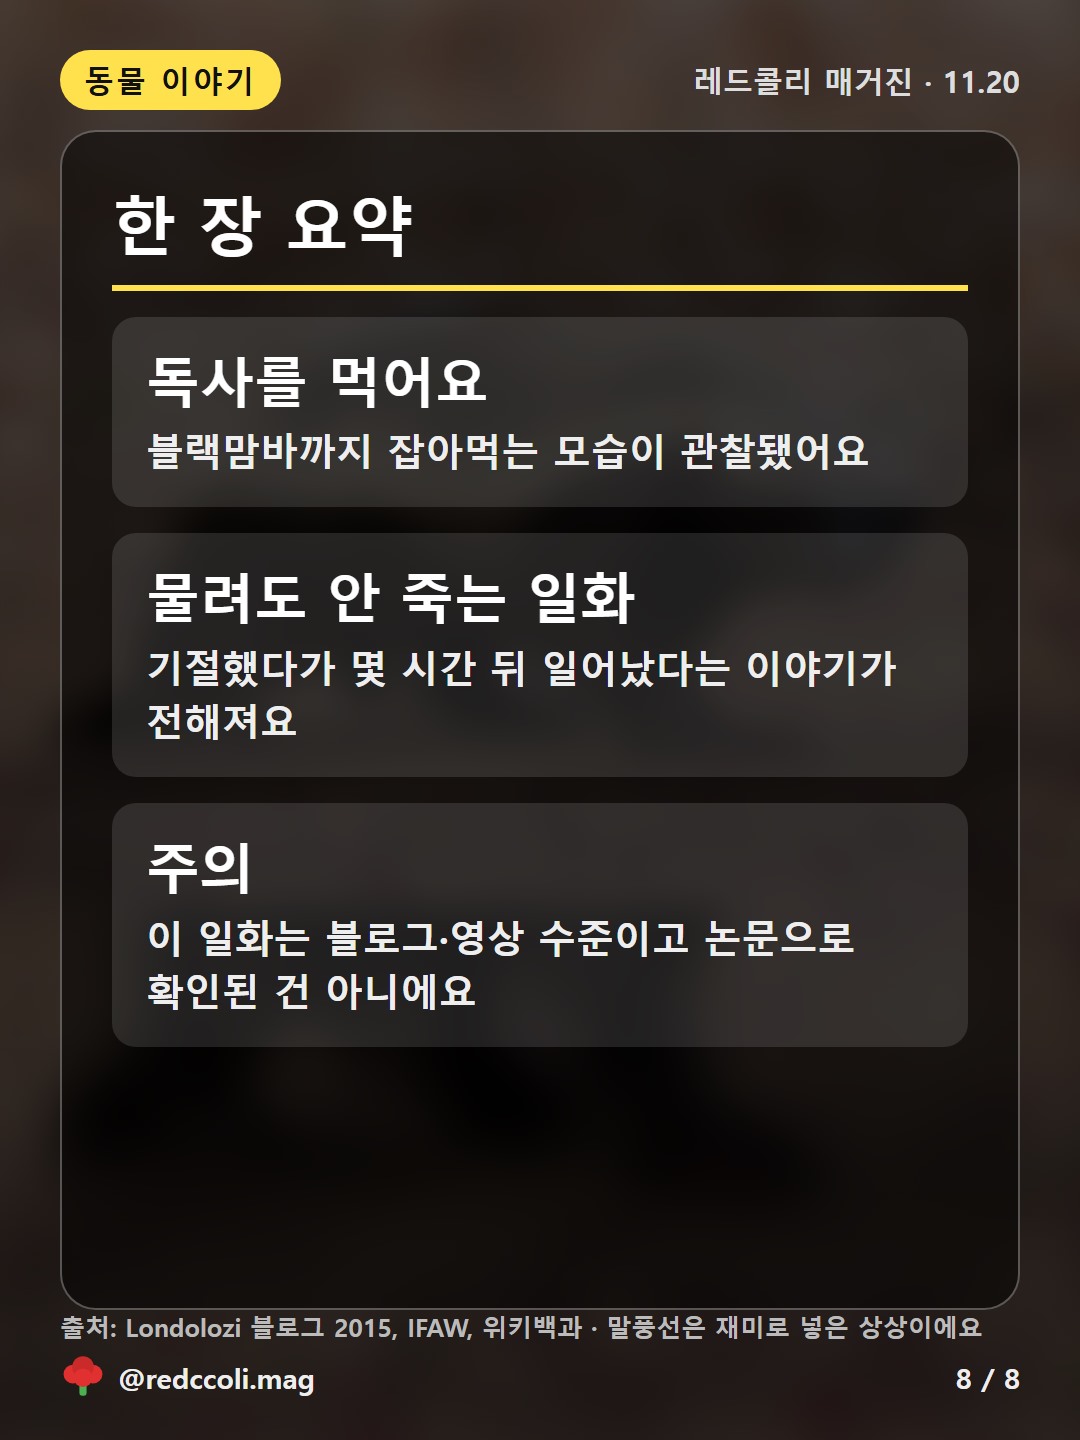 동물 이야기
레드콜리 매거진 · 11.20
한 장 요약
독사를 먹어요
블랙맘바까지 잡아먹는 모습이 관찰됐어요
물려도 안 죽는 일화
기절했다가 몇 시간 뒤 일어났다는 이야기가
전해져요
주의
이 일화는 블로그·영상 수준이고 논문으로
확인된 건 아니에요
출처: Londolozi 블로그 2015, IFAW, 위키백과 · 말풍선은 재미로 넣은 상상이에요
@redccoli.mag
8 / 8